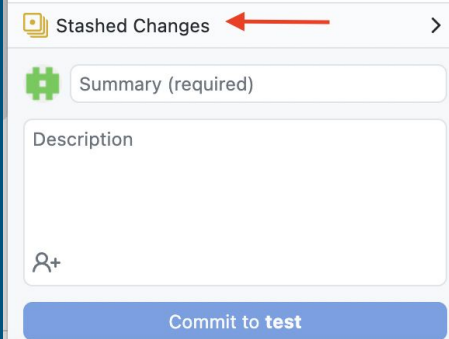 Stashed Changes
Summary (required)
Description
Commit to test